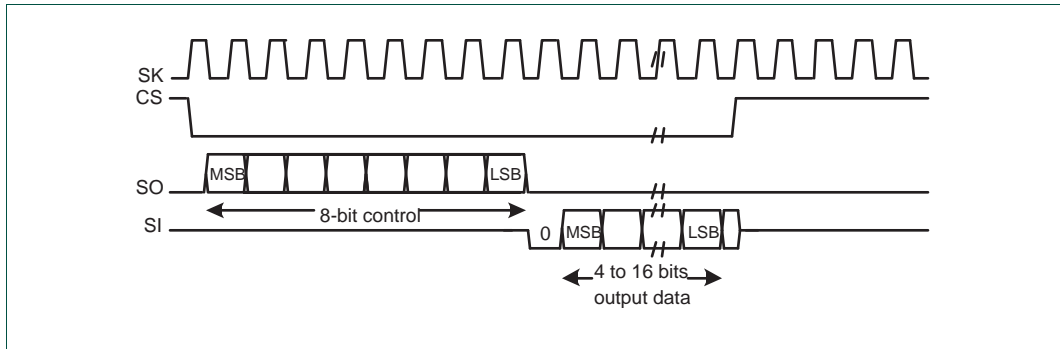 SK
CS
SO
MSB
LSB
8-bit control
SI
0
MSB
LSB
4 to 16 bits
output data